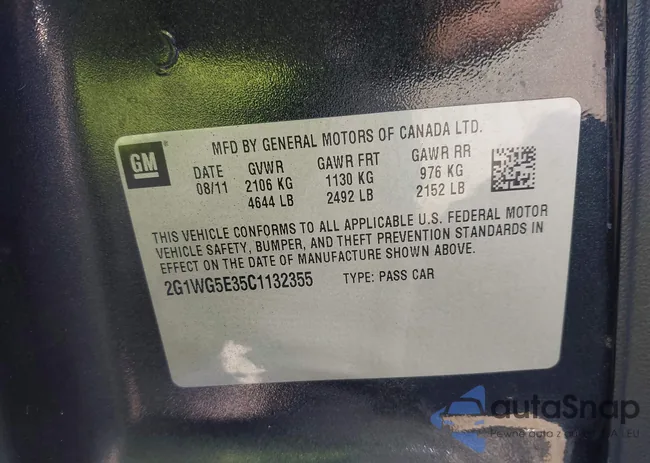 MFD BY GENERAL MOTORS OF CANADA LTD.
GM
DATE GVWR GAWR FRT GAWR RR
08/11 2106 KG 1130 KG 976 KG
4644 LB 2492 LB 2152 LB
THIS VEHICLE CONFORMS TO ALL APPLICABLE U.S. FEDERAL MOTOR
VEHICLE SAFETY, BUMPER, AND THEFT PREVENTION STANDARDS IN
EFFECT ON THE DATE OF MANUFACTURE SHOWN ABOVE.
2G1WG5E35C1132355 TYPE: PASS CAR
autoSnap
Pewne auta z EU